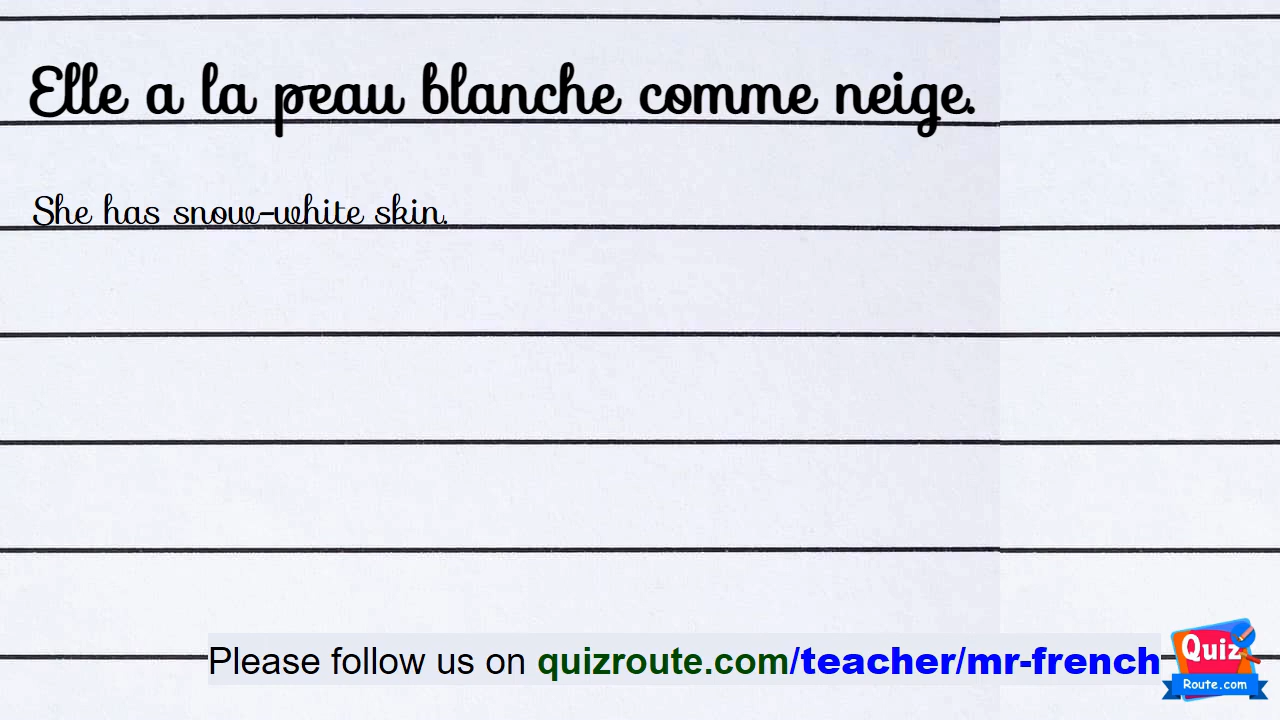 Elle a la peau blanche comme neige.
She has snow-white skin.
Please follow us on quizroute.com/teacher/mr-french
Quiz
Route.com